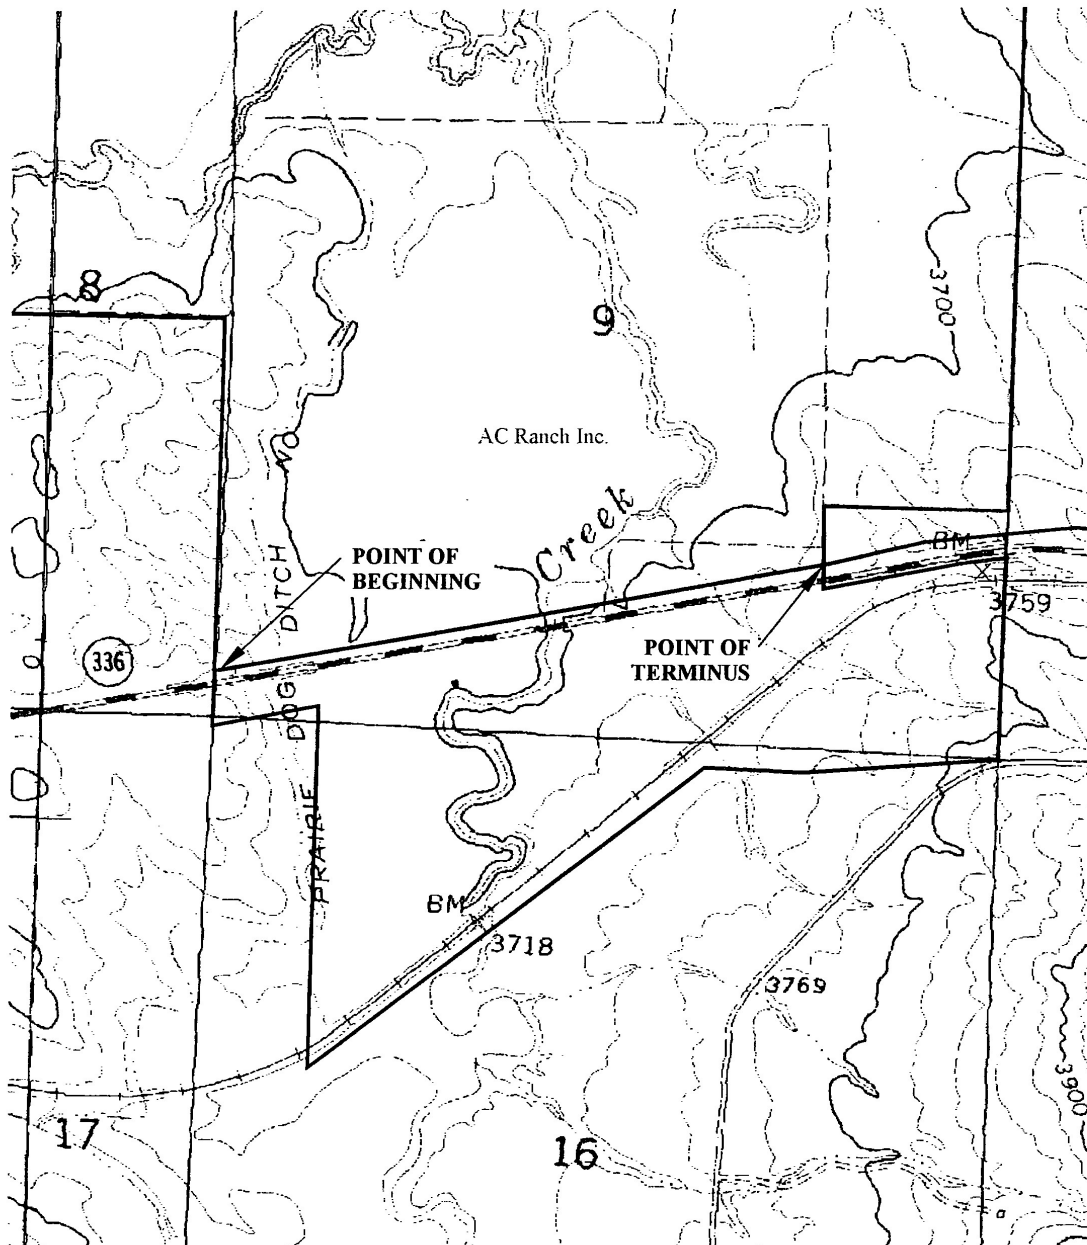 8
9
3700
AC Ranch Inc.
NO
DITCH
Creek
POINT OF
BEGINNING
BM
3759
POINT OF
TERMINUS
336
DOG
PRAIRIE
BM
3718
3769
3900
17
16